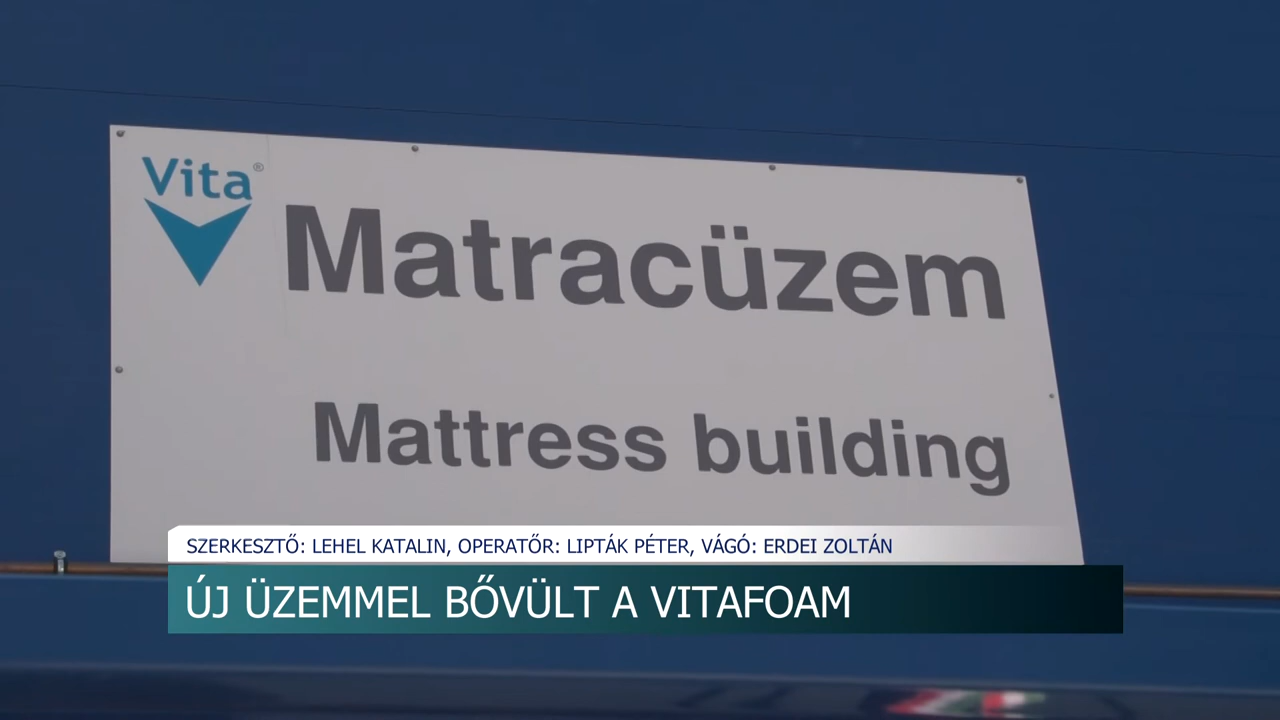 Vita®
Matracüzem
Mattress building
SZERKESZTŐ: LEHEL KATALIN, OPERATŐR: LIPTÁK PÉTER, VÁGÓ: ERDEI ZOLTÁN
ÚJ ÜZEMMEL BŐVÜLT A VITAFOAM